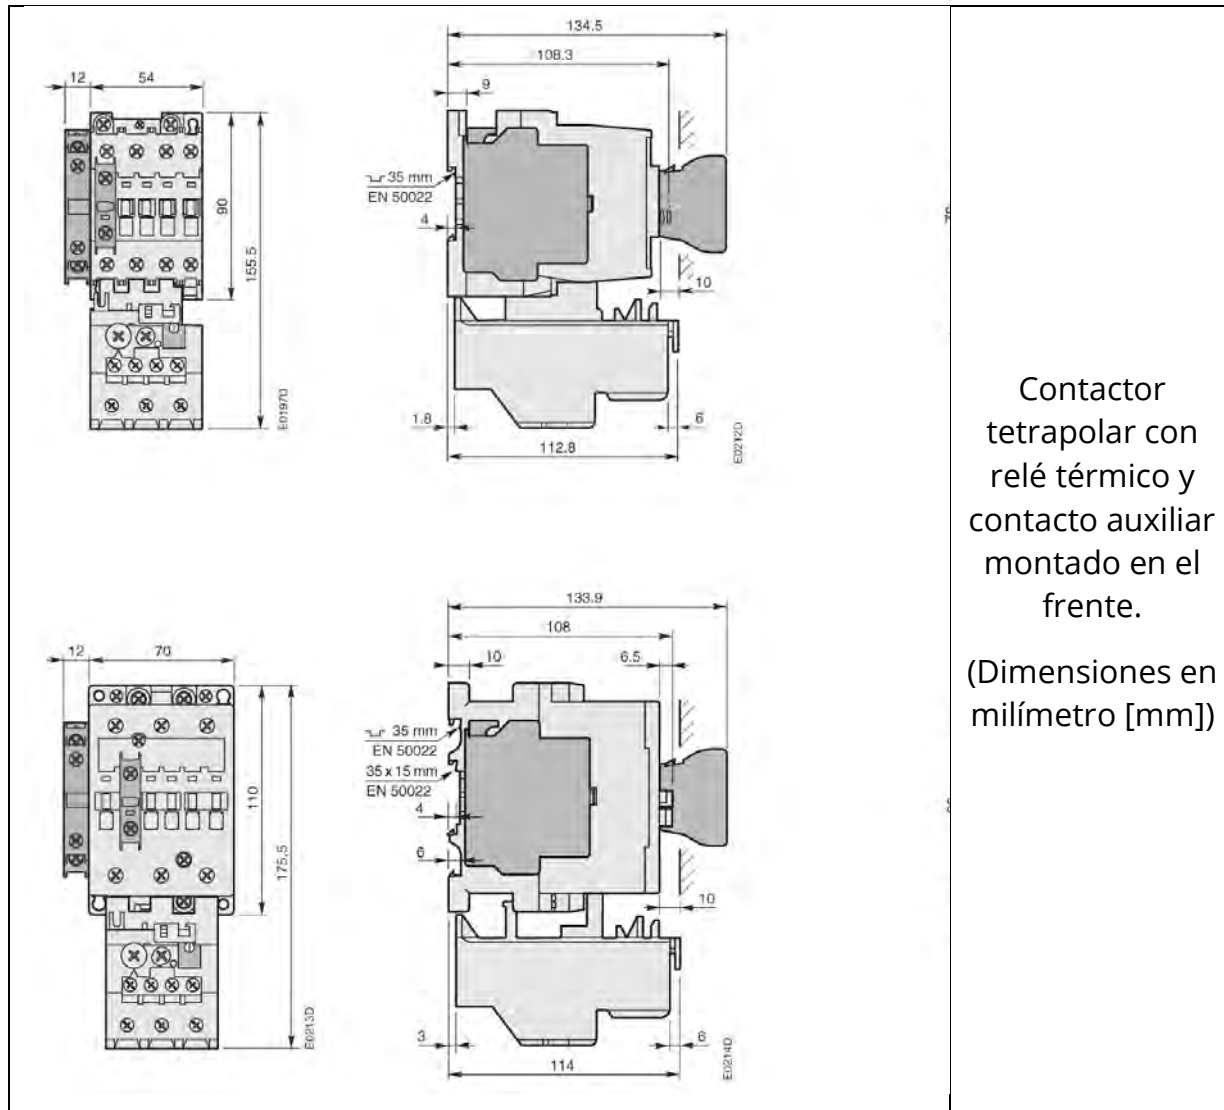 134.5
108.3
12
54
9
35 mm
EN 50022
90
4
155.5
10
E0197D
1.8
6
112.8
E0212D
Contactor
tetrapolar con
relé térmico y
contacto auxiliar
montado en el
frente.
(Dimensiones en
milímetro [mm])
133.9
108
12
70
10
6.5
35 mm
EN 50022
35 x 15 mm
EN 50022
110
4
175.5
6
10
E0213D
3
6
114
E0214D